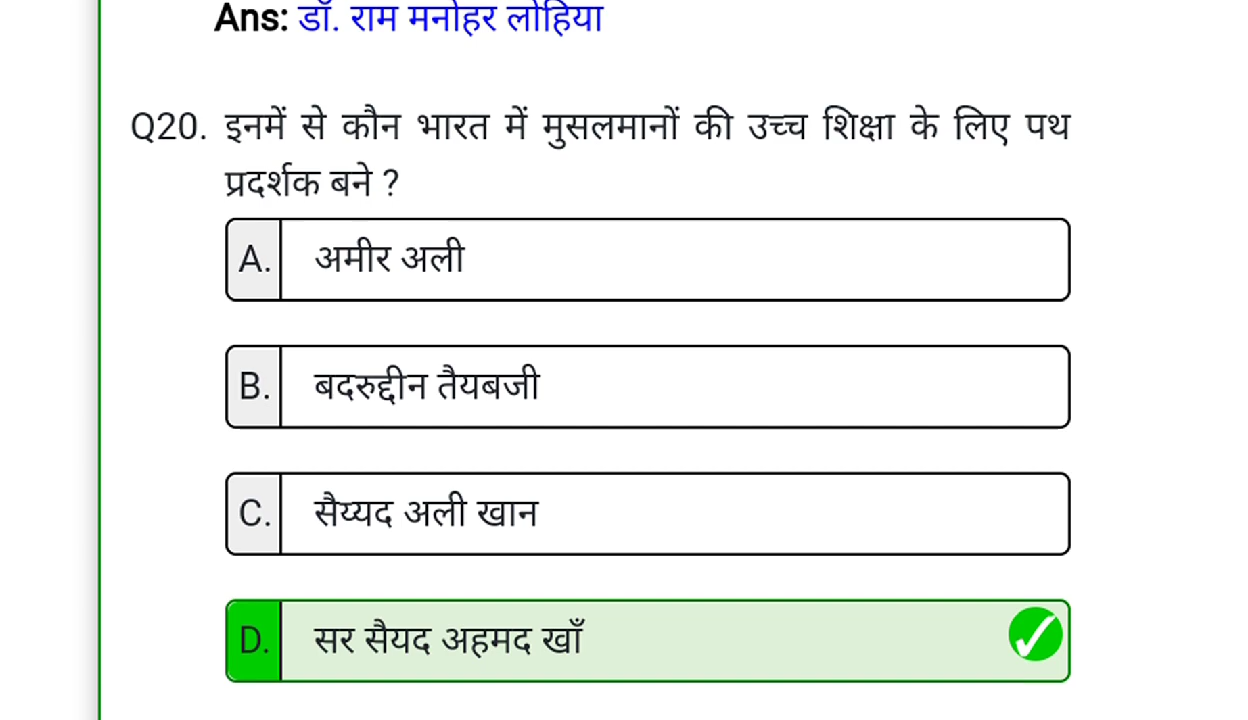 Ans: डॉ. राम मनोहर लोहिया
Q20. इनमें से कौन भारत में मुसलमानों की उच्च शिक्षा के लिए पथ
प्रदर्शक बने ?
A. अमीर अली
B. बदरुद्दीन तैयबजी
C. सैय्यद अली खान
D. सर सैयद अहमद खाँ